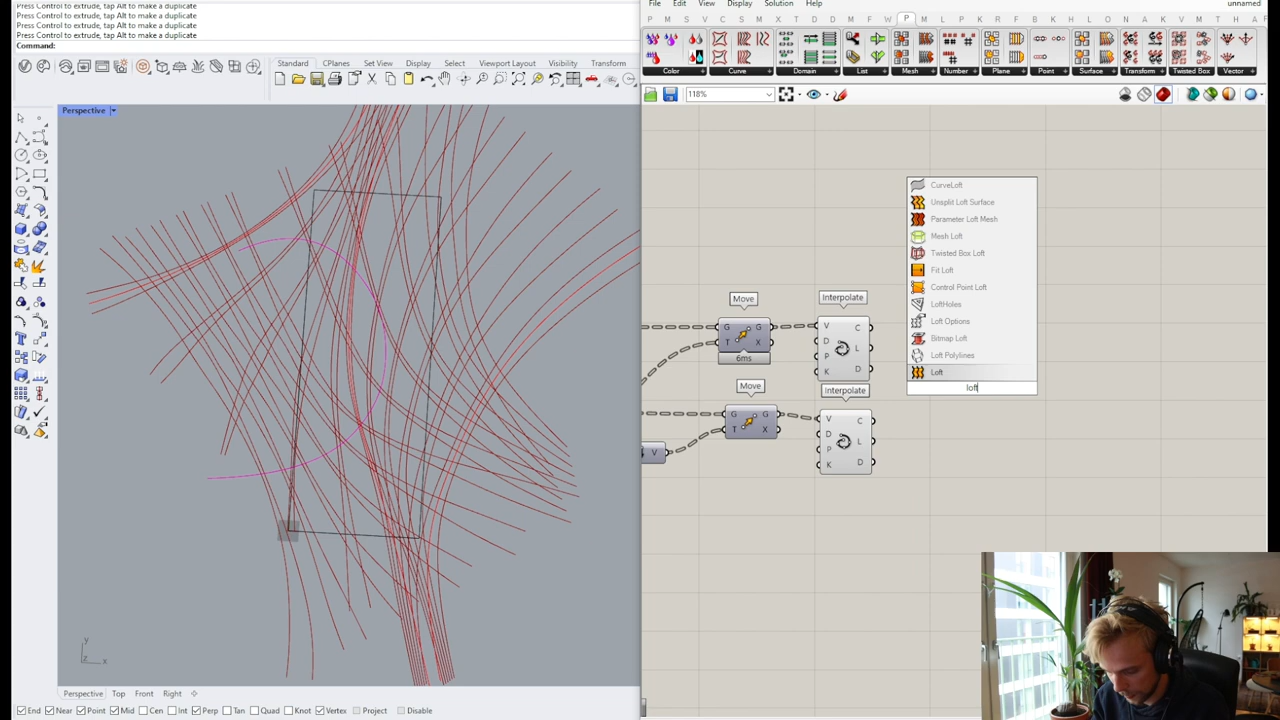 Press Control to extrude, tap Alt to make a duplicate
Press Control to extrude, tap Alt to make a duplicate
Press Control to extrude, tap Alt to make a duplicate
Press Control to extrude, tap Alt to make a duplicate
Command:
Standard CPlanes Set View Display Select Viewport Layout Visibility Transform
Perspective
y
z x
Perspective Top Front Right
End Near Point Mid Cen Int Perp Tan Quad Knot Vertex Project Disable
File Edit View Display Solution Help unnamed
P M S V C S M I T D D M F W L P M L P C R F B F O B M D E C K T D H A
Color Curve Domain List Mesh Number Plane Point Surface Transform Twisted Box Vector
118%
CurveLoft
Unsplit Loft Surface
Parameter Loft Mesh
Mesh Loft
Twisted Box Loft
Fit Loft
Control Point Loft
LoftHoles
Loft Options
Bitmap Loft
Loft Polylines
Loft
loft
Move
G G
T X
6ms
Interpolate
V C
D L
P
K D
Move
G G
T X
V
Interpolate
V C
D L
P
K D